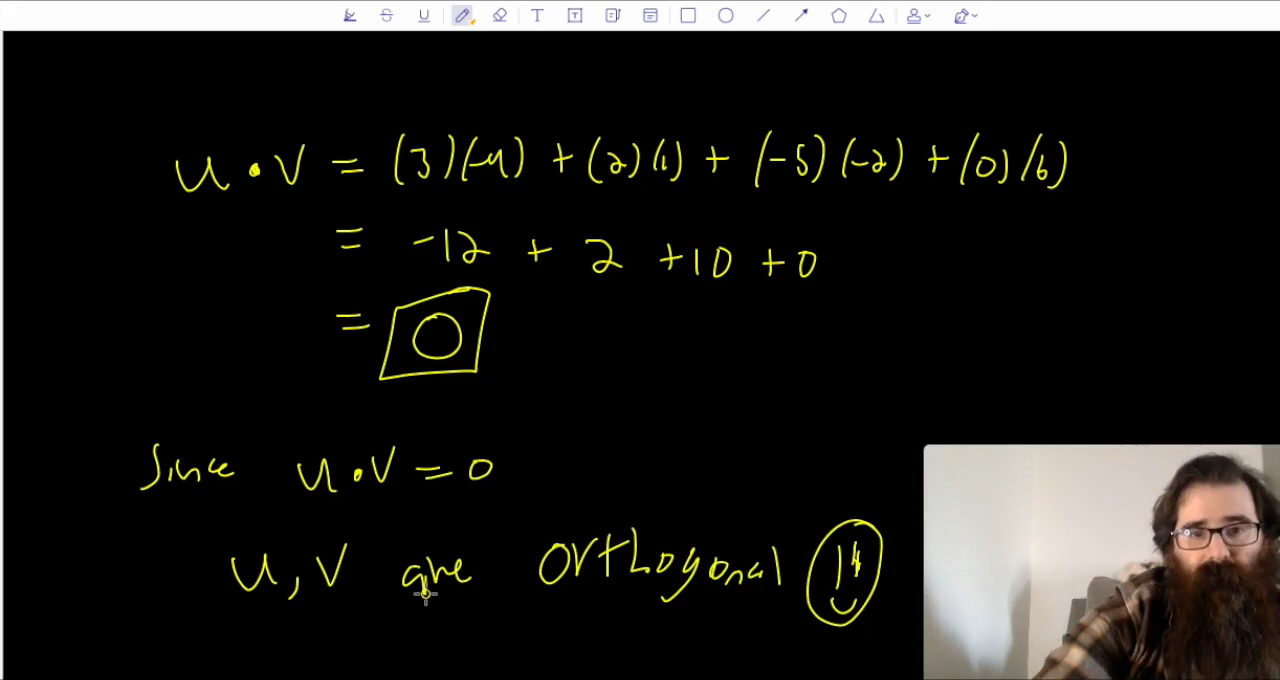 u • v = (3)(-4) + (2)(1) + (-5)(-2) + (0)(6)
= -12 + 2 + 10 + 0
= 0
Since u • v = 0
u, v are orthogonal